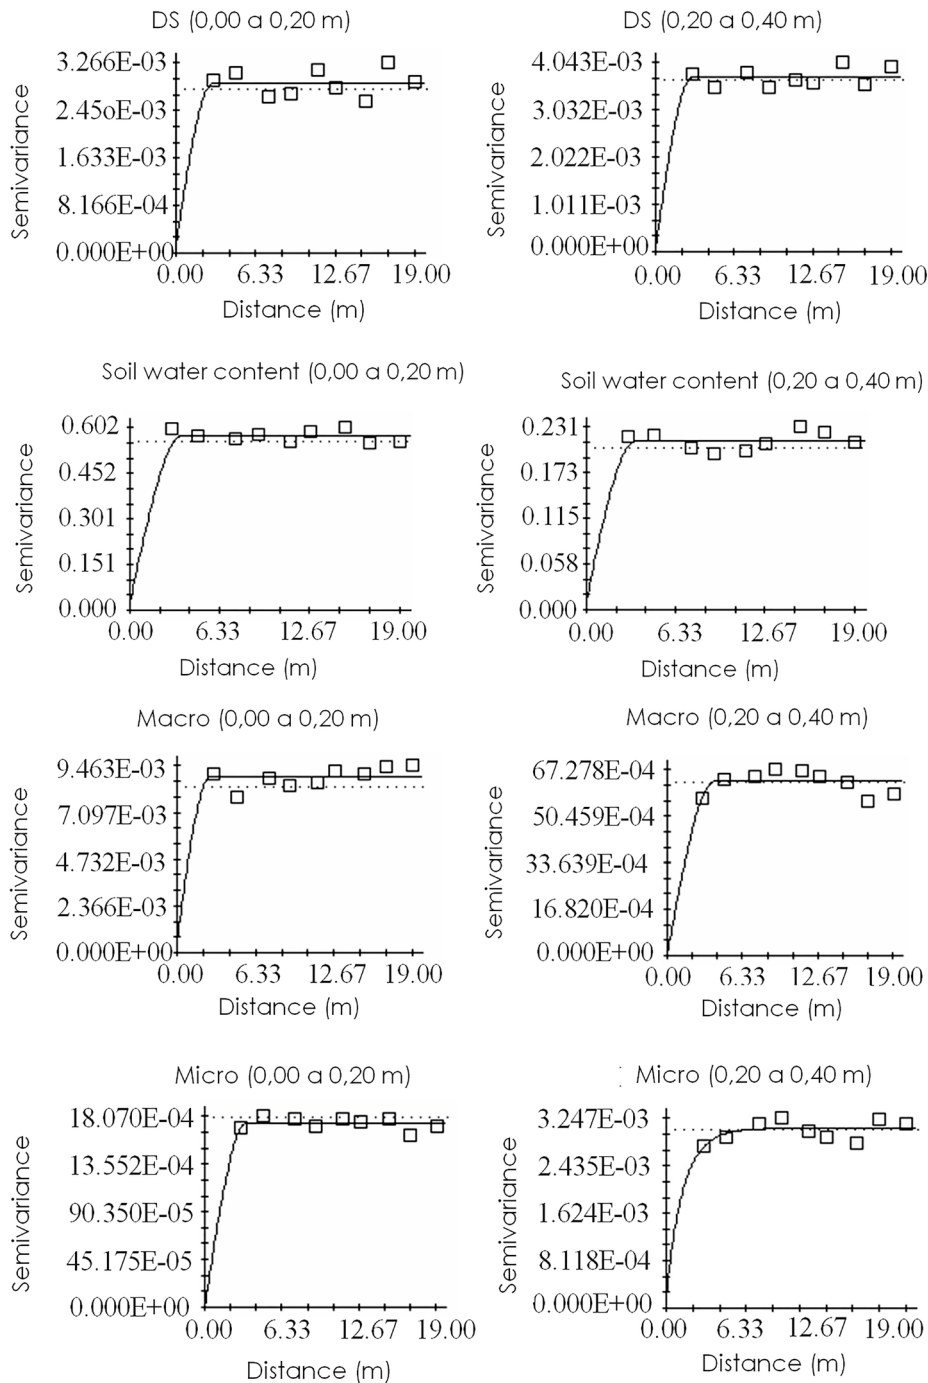 DS (0,00 a 0,20 m)
Semivariance
3.266E-03
2.450E-03
1.633E-03
8.166E-04
0.000E+00
0.00 6.33 12.67 19.00
Distance (m)
DS (0,20 a 0,40 m)
Semivariance
4.043E-03
3.032E-03
2.022E-03
1.011E-03
0.000E+00
0.00 6.33 12.67 19.00
Distance (m)
Soil water content (0,00 a 0,20 m)
Semivariance
0.602
0.452
0.301
0.151
0.000
0.00 6.33 12.67 19.00
Distance (m)
Soil water content (0,20 a 0,40 m)
Semivariance
0.231
0.173
0.115
0.058
0.000
0.00 6.33 12.67 19.00
Distance (m)
Macro (0,00 a 0,20 m)
Semivariance
9.463E-03
7.097E-03
4.732E-03
2.366E-03
0.000E+00
0.00 6.33 12.67 19.00
Distance (m)
Macro (0,20 a 0,40 m)
Semivariance
67.278E-04
50.459E-04
33.639E-04
16.820E-04
0.000E+00
0.00 6.33 12.67 19.00
Distance (m)
Micro (0,00 a 0,20 m)
Semivariance
18.070E-04
13.552E-04
90.350E-05
45.175E-05
0.000E+00
0.00 6.33 12.67 19.00
Distance (m)
Micro (0,20 a 0,40 m)
Semivariance
3.247E-03
2.435E-03
1.624E-03
8.118E-04
0.000E+00
0.00 6.33 12.67 19.00
Distance (m)